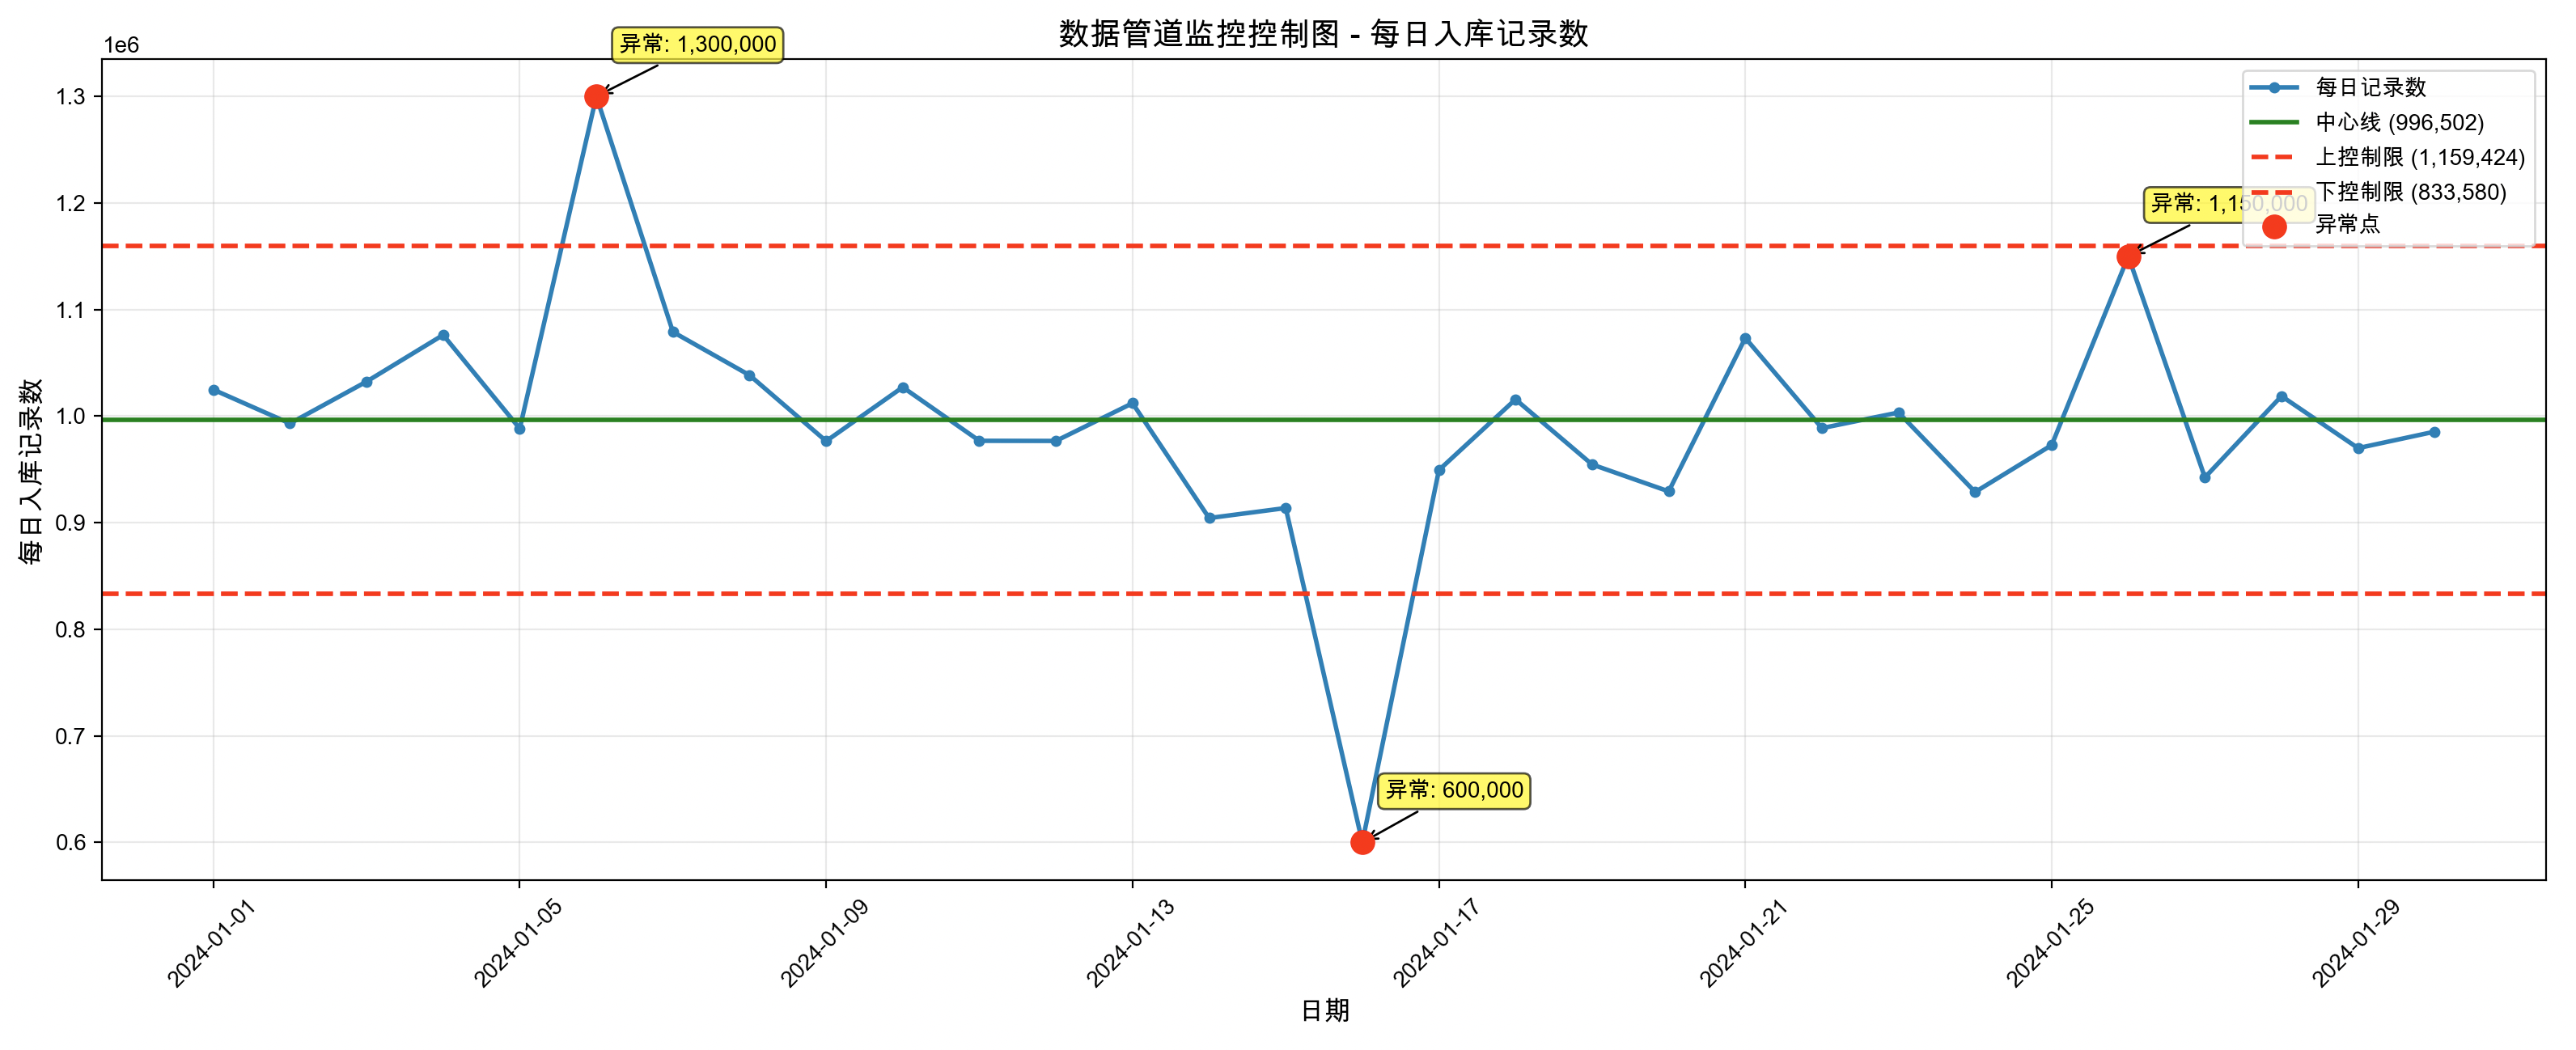 数据管道监控控制图 - 每日入库记录数
1e6
异常: 1,300,000
每日记录数
中心线 (996,502)
上控制限 (1,159,424)
下控制限 (833,580)
异常点
异常: 1,150,000
异常: 600,000
1.3
1.2
1.1
1.0
0.9
0.8
0.7
0.6
每日入库记录数
2024-01-01
2024-01-05
2024-01-09
2024-01-13
2024-01-17
2024-01-21
2024-01-25
2024-01-29
日期